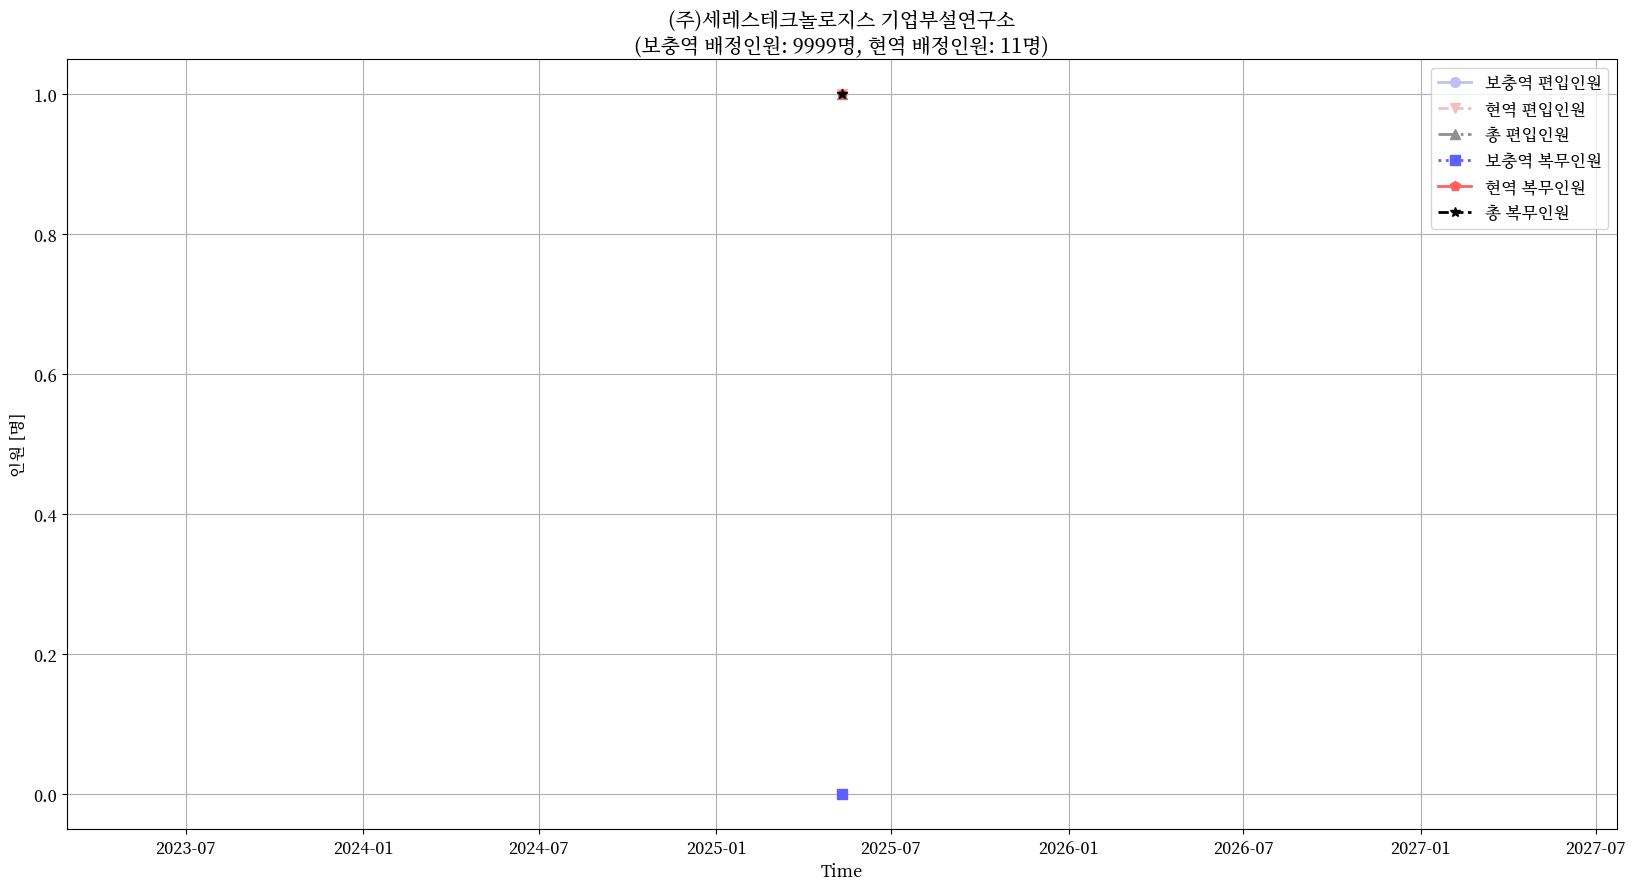 (주)세레스테크놀로지스 기업부설연구소
(보충역 배정인원: 9999명, 현역 배정인원: 11명)
보충역 편입인원
현역 편입인원
총 편입인원
보충역 복무인원
현역 복무인원
총 복무인원
1.0
0.8
0.6
0.4
0.2
0.0
인원 [명]
2023-07
2024-01
2024-07
2025-01
2025-07
2026-01
2026-07
2027-01
2027-07
Time